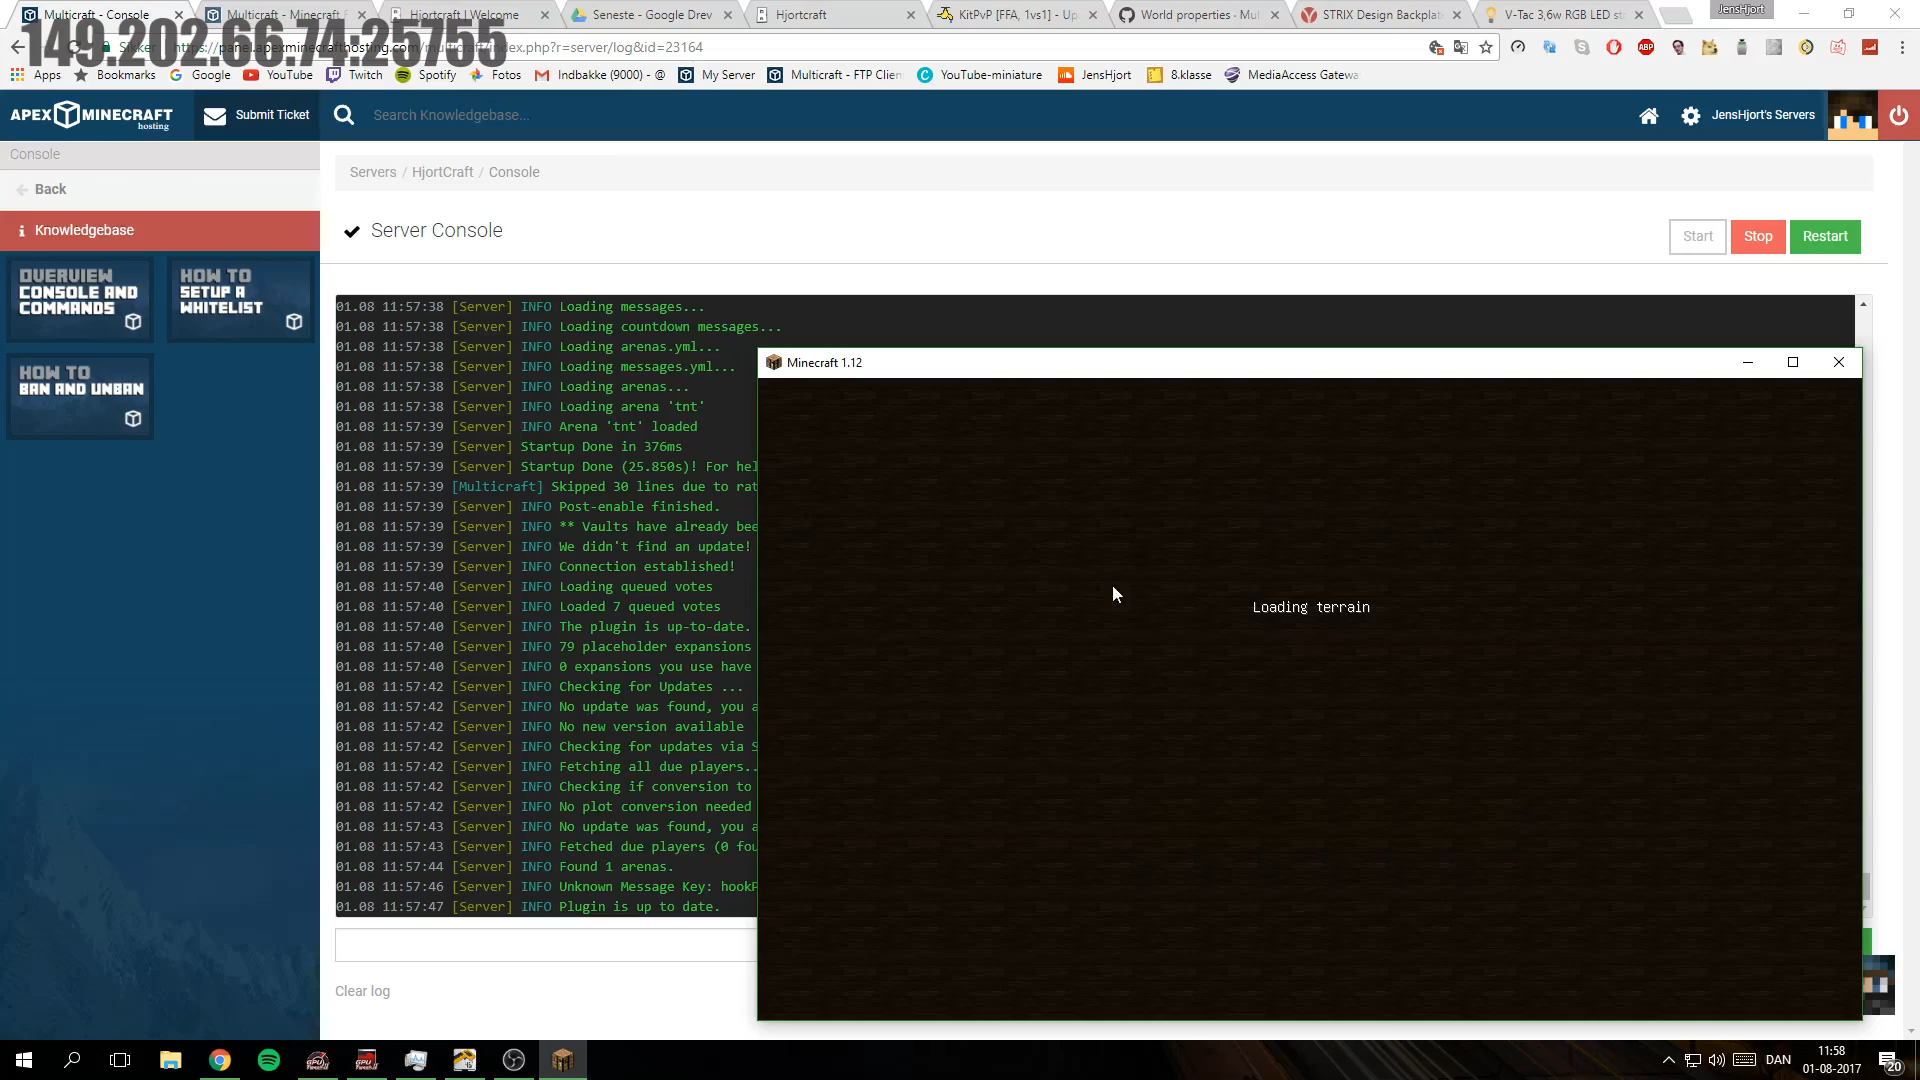 Multicraft - Console
Multicraft - Minecraft F
Hjortcraft | Welcome
Seneste - Google Drev
Hjortcraft
KitPvP [FFA, 1vs1] - Up
World properties - Mul
STRIX Design Backplat
V-Tac 3,6w RGB LED st
JensHjort
149.202.66.74:25755
Sikker
https://panel.apexminecrafthosting.com/multicraft/index.php?r=server/log&id=23164
Apps
Bookmarks
Google
YouTube
Twitch
Spotify
Fotos
Indbakke (9000) - @
My Server
Multicraft - FTP Clien
YouTube-miniature
JensHjort
8.klasse
MediaAccess Gatewa
APEX MINECRAFT
hosting
Submit Ticket
Search Knowledgebase...
JensHjort's Servers
Console
Back
Knowledgebase
OVERVIEW
CONSOLE AND
COMMANDS
HOW TO
SETUP A
WHITELIST
HOW TO
BAN AND UNBAN
Servers / HjortCraft / Console
Server Console
Start
Stop
Restart
01.08 11:57:38 [Server] INFO Loading messages...
01.08 11:57:38 [Server] INFO Loading countdown messages...
01.08 11:57:38 [Server] INFO Loading arenas.yml...
01.08 11:57:38 [Server] INFO Loading messages.yml...
01.08 11:57:38 [Server] INFO Loading arenas...
01.08 11:57:38 [Server] INFO Loading arena 'tnt'
01.08 11:57:39 [Server] INFO Arena 'tnt' loaded
01.08 11:57:39 [Server] Startup Done in 376ms
01.08 11:57:39 [Server] Startup Done (25.850s)! For hel
01.08 11:57:39 [Multicraft] Skipped 30 lines due to rat
01.08 11:57:39 [Server] INFO Post-enable finished.
01.08 11:57:39 [Server] INFO ** Vaults have already bee
01.08 11:57:39 [Server] INFO We didn't find an update!
01.08 11:57:39 [Server] INFO Connection established!
01.08 11:57:40 [Server] INFO Loading queued votes
01.08 11:57:40 [Server] INFO Loaded 7 queued votes
01.08 11:57:40 [Server] INFO The plugin is up-to-date.
01.08 11:57:40 [Server] INFO 79 placeholder expansions
01.08 11:57:40 [Server] INFO 0 expansions you use have
01.08 11:57:42 [Server] INFO Checking for Updates ...
01.08 11:57:42 [Server] INFO No update was found, you a
01.08 11:57:42 [Server] INFO No new version available
01.08 11:57:42 [Server] INFO Checking for updates via S
01.08 11:57:42 [Server] INFO Fetching all due players..
01.08 11:57:42 [Server] INFO Checking if conversion to
01.08 11:57:42 [Server] INFO No plot conversion needed
01.08 11:57:43 [Server] INFO No update was found, you a
01.08 11:57:43 [Server] INFO Fetched due players (0 fou
01.08 11:57:44 [Server] INFO Found 1 arenas.
01.08 11:57:46 [Server] INFO Unknown Message Key: hookP
01.08 11:57:47 [Server] INFO Plugin is up to date.
Minecraft 1.12
Loading terrain
Clear log
DAN
11:58
01-08-2017
20